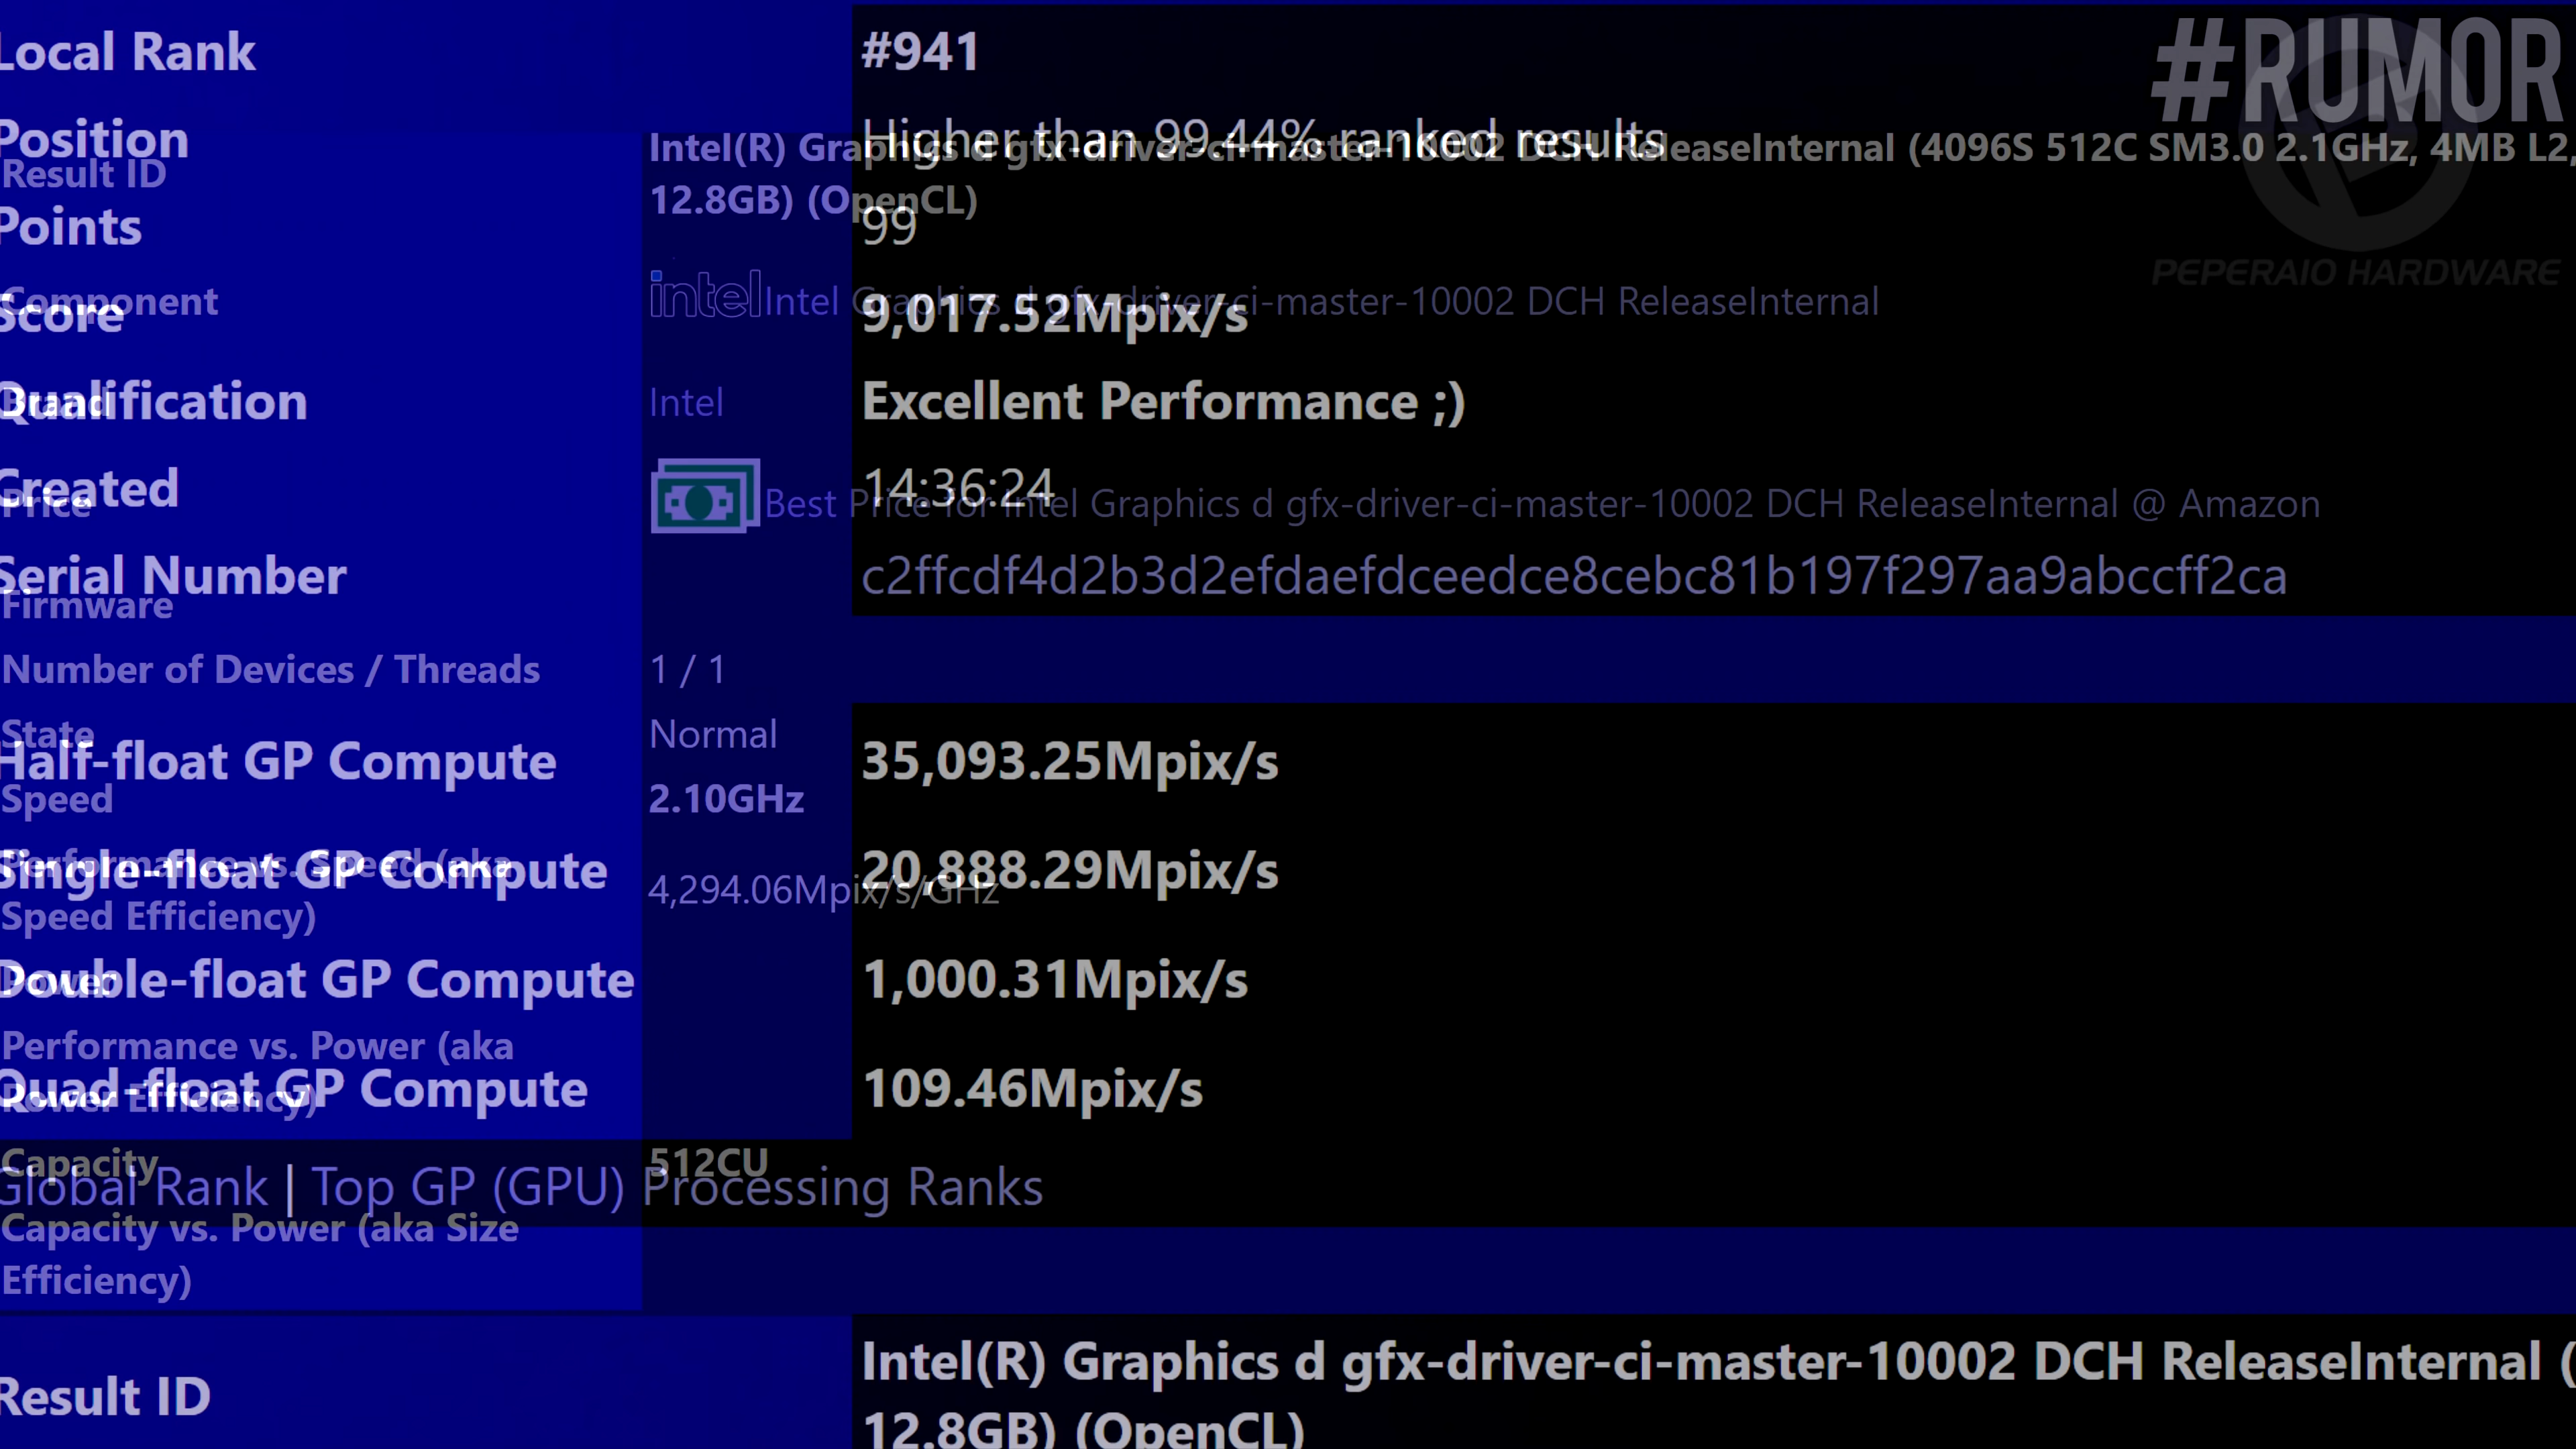 Local Rank #941
#RUMOR
Position Higher than 99.44% ranked results
Result ID Intel(R) Graphics d gfx-driver-ci-master-10002 DCH ReleaseInternal (4096S 512C SM3.0 2.1GHz, 4MB L2,
12.8GB) (OpenCL)
Points 99
PEPERAIO HARDWARE
Component intel Intel Graphics d gfx-driver-ci-master-10002 DCH ReleaseInternal
Score 9,017.52Mpix/s
Brand Intel
Qualification Excellent Performance ;)
Created 14:36:24
Price Best Price for Intel Graphics d gfx-driver-ci-master-10002 DCH ReleaseInternal @ Amazon
Serial Number c2ffcdf4d2b3d2efdaefdceedce8cebc81b197f297aa9abccff2ca
Firmware
Number of Devices / Threads 1 / 1
State Normal
Half-float GP Compute 35,093.25Mpix/s
Speed 2.10GHz
Performance vs. Speed (aka
Speed Efficiency) 4,294.06Mpix/s/GHz
Single-float GP Compute 20,888.29Mpix/s
Power
Double-float GP Compute 1,000.31Mpix/s
Performance vs. Power (aka
Power Efficiency)
Quad-float GP Compute 109.46Mpix/s
Capacity 512CU
Global Rank | Top GP (GPU) Processing Ranks
Capacity vs. Power (aka Size
Efficiency)
Result ID Intel(R) Graphics d gfx-driver-ci-master-10002 DCH ReleaseInternal (
12.8GB) (OpenCL)